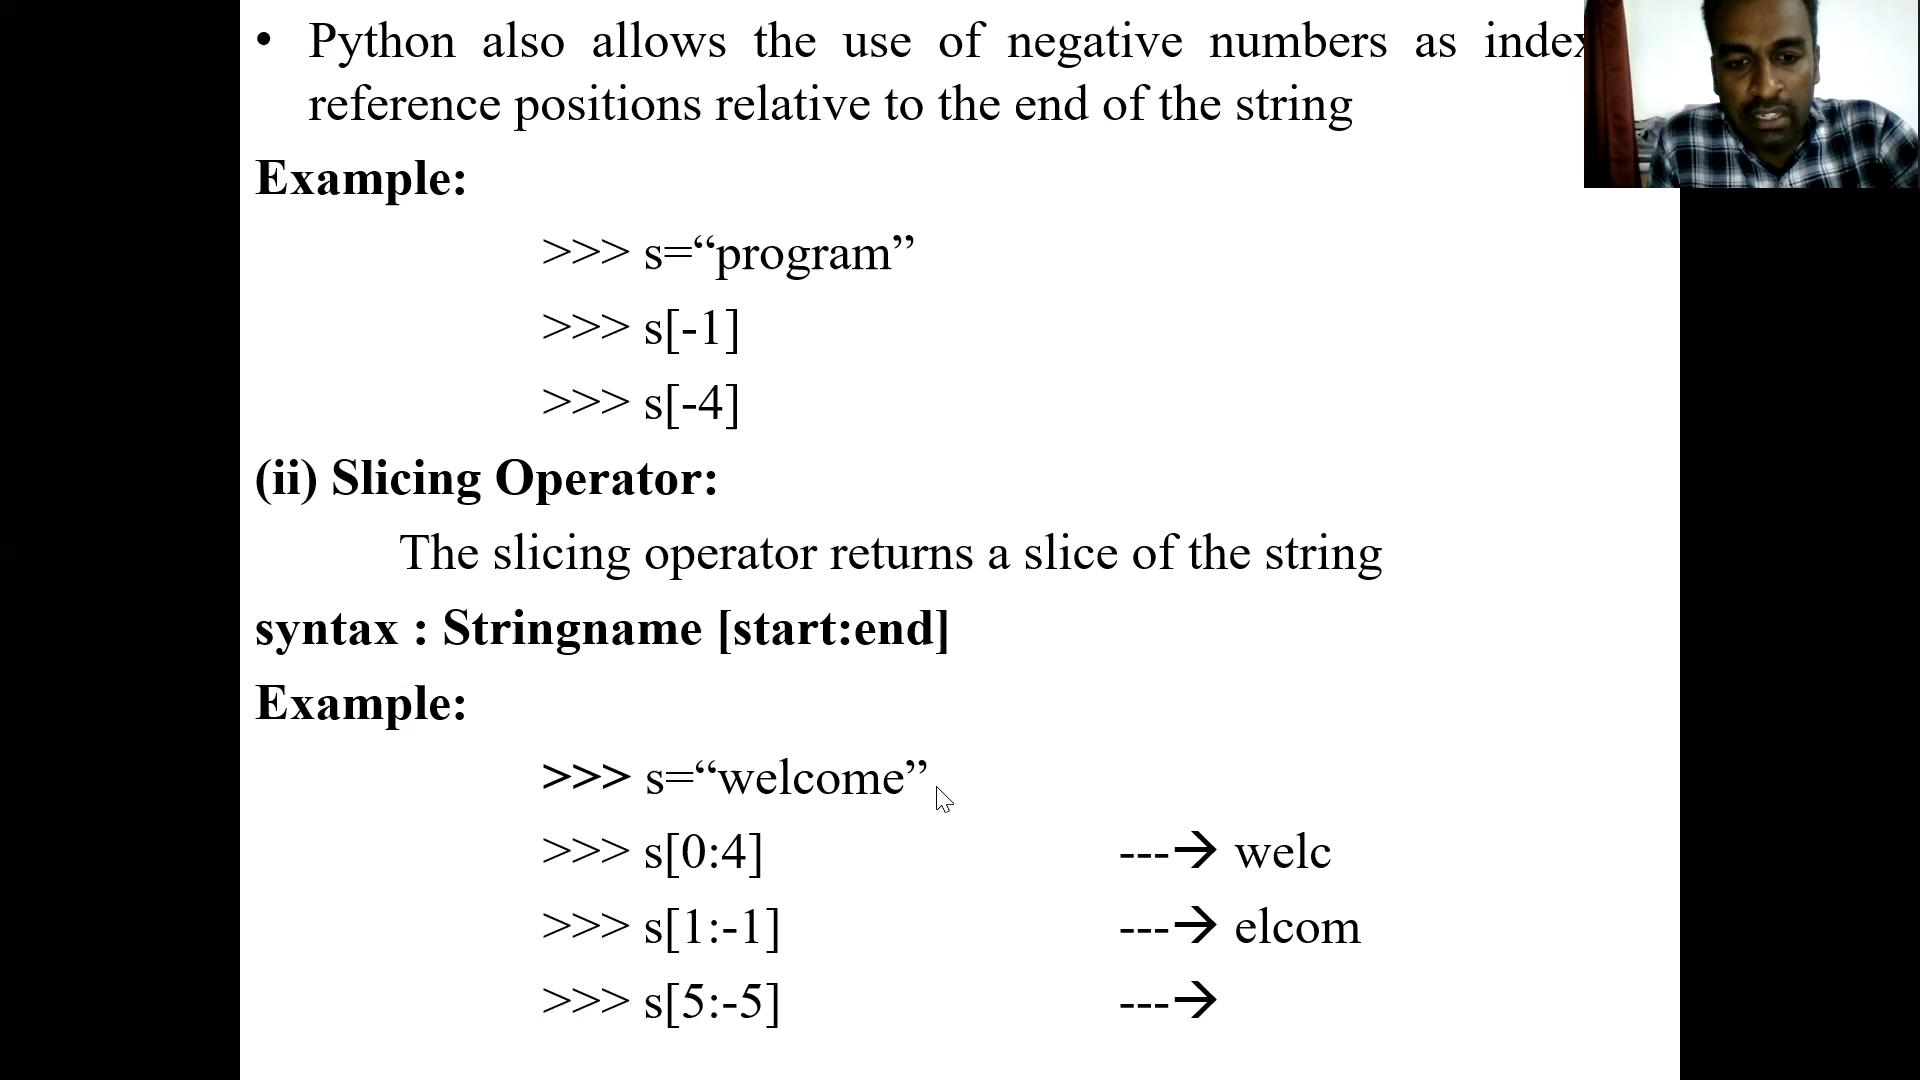 • Python also allows the use of negative numbers as index
reference positions relative to the end of the string
Example:
>>> s=“program”
>>> s[-1]
>>> s[-4]
(ii) Slicing Operator:
The slicing operator returns a slice of the string
syntax : Stringname [start:end]
Example:
>>> s=“welcome”
>>> s[0:4] ---→ welc
>>> s[1:-1] ---→ elcom
>>> s[5:-5] ---→